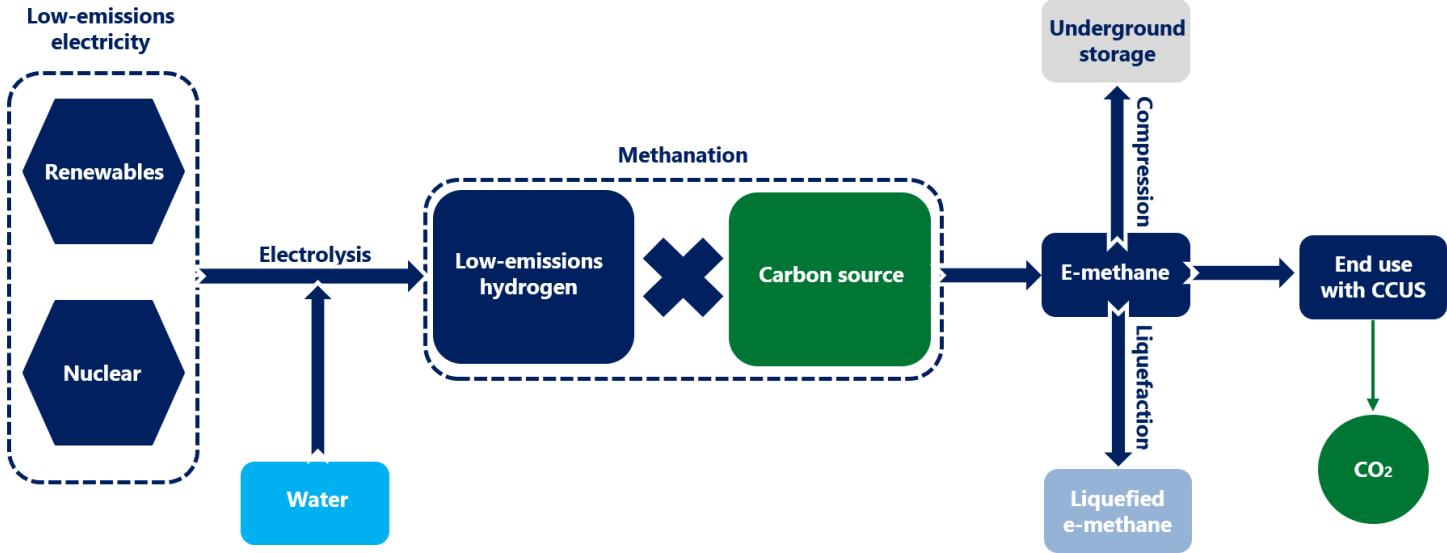 Low-emissions
electricity
Renewables
Nuclear
Electrolysis
Water
Methanation
Low-emissions
hydrogen
Carbon source
Underground
storage
Compression
E-methane
Liquefaction
Liquefied
e-methane
End use
with CCUS
CO₂